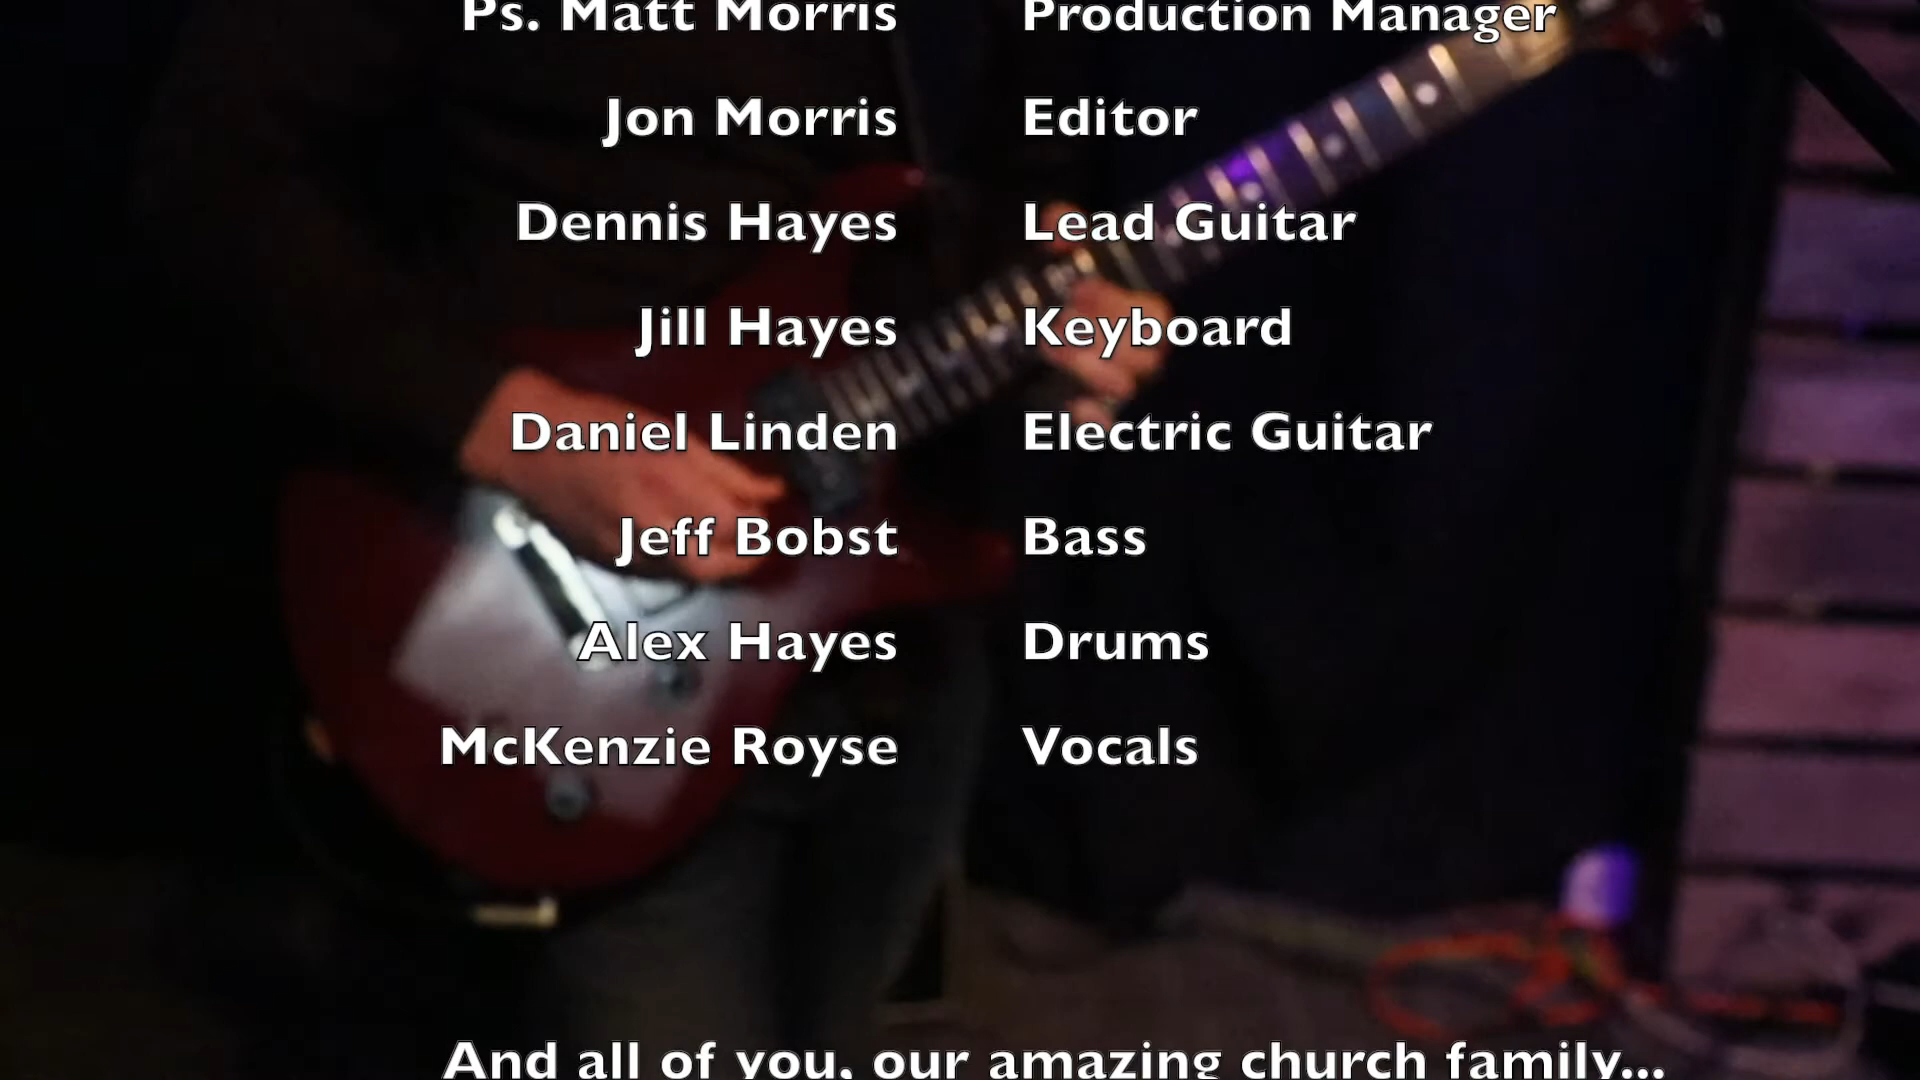 Ps. Matt Morris Production Manager
Jon Morris Editor
Dennis Hayes Lead Guitar
Jill Hayes Keyboard
Daniel Linden Electric Guitar
Jeff Bobst Bass
Alex Hayes Drums
McKenzie Royse Vocals
And all of you, our amazing church family...